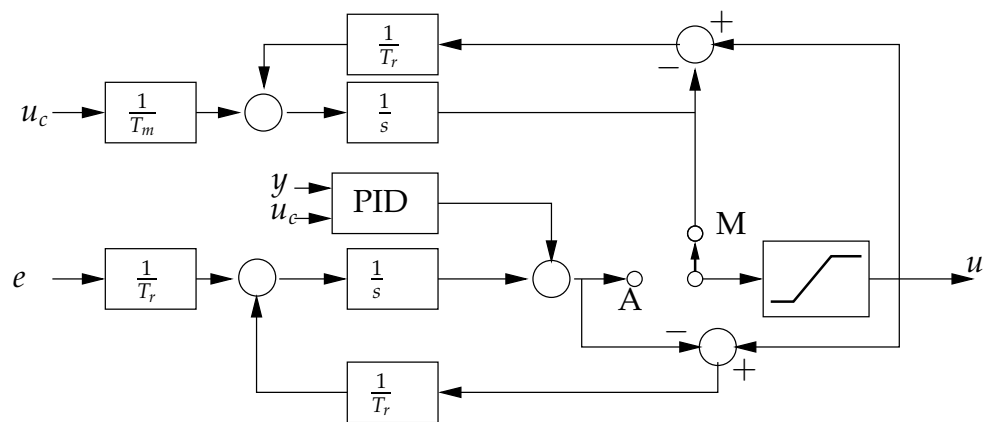 1/T_r
+
−
u_c
1/T_m
1/s
y
u_c
PID
M
e
1/T_r
1/s
A
u
−
+
1/T_r